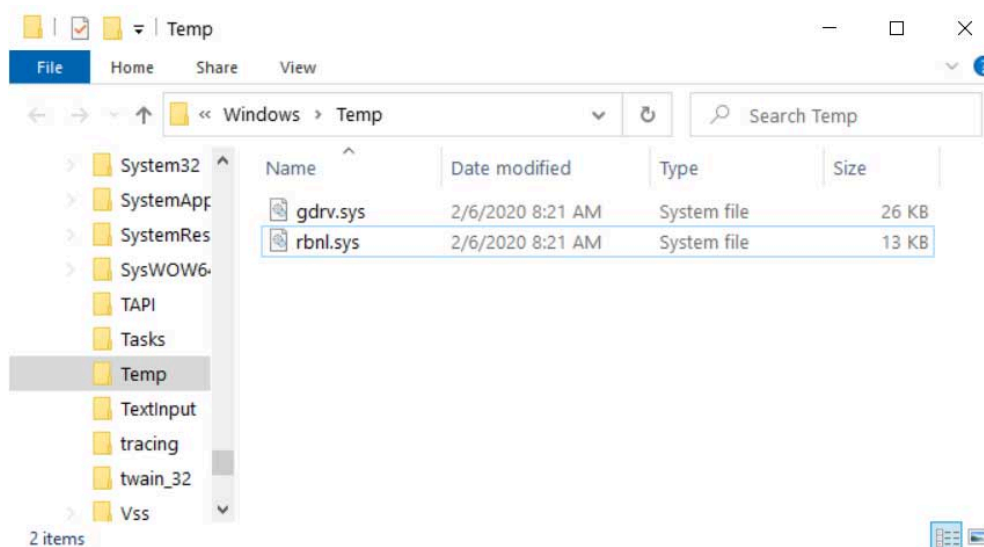 Temp
File Home Share View
« Windows › Temp Search Temp
Name Date modified Type Size
System32
SystemApp
SystemRes
SysWOW64
TAPI
Tasks
Temp
TextInput
tracing
twain_32
Vss
gdrv.sys 2/6/2020 8:21 AM System file 26 KB
rbnl.sys 2/6/2020 8:21 AM System file 13 KB
2 items